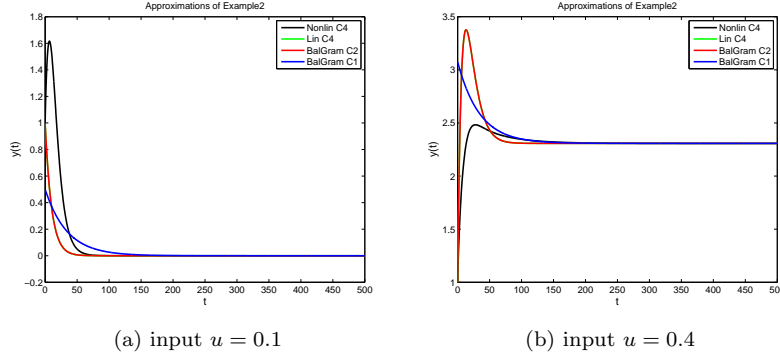 Approximations of Example2
1.8
1.6
1.4
1.2
1
0.8
0.6
0.4
0.2
0
−0.2
0
50
100
150
200
250
300
350
400
450
500
y(t)
t
Nonlin C4
Lin C4
BalGram C2
BalGram C1
(a) input u = 0.1
Approximations of Example2
3.5
3
2.5
2
1.5
1
0
50
100
150
200
250
300
350
400
450
500
y(t)
t
Nonlin C4
Lin C4
BalGram C2
BalGram C1
(b) input u = 0.4